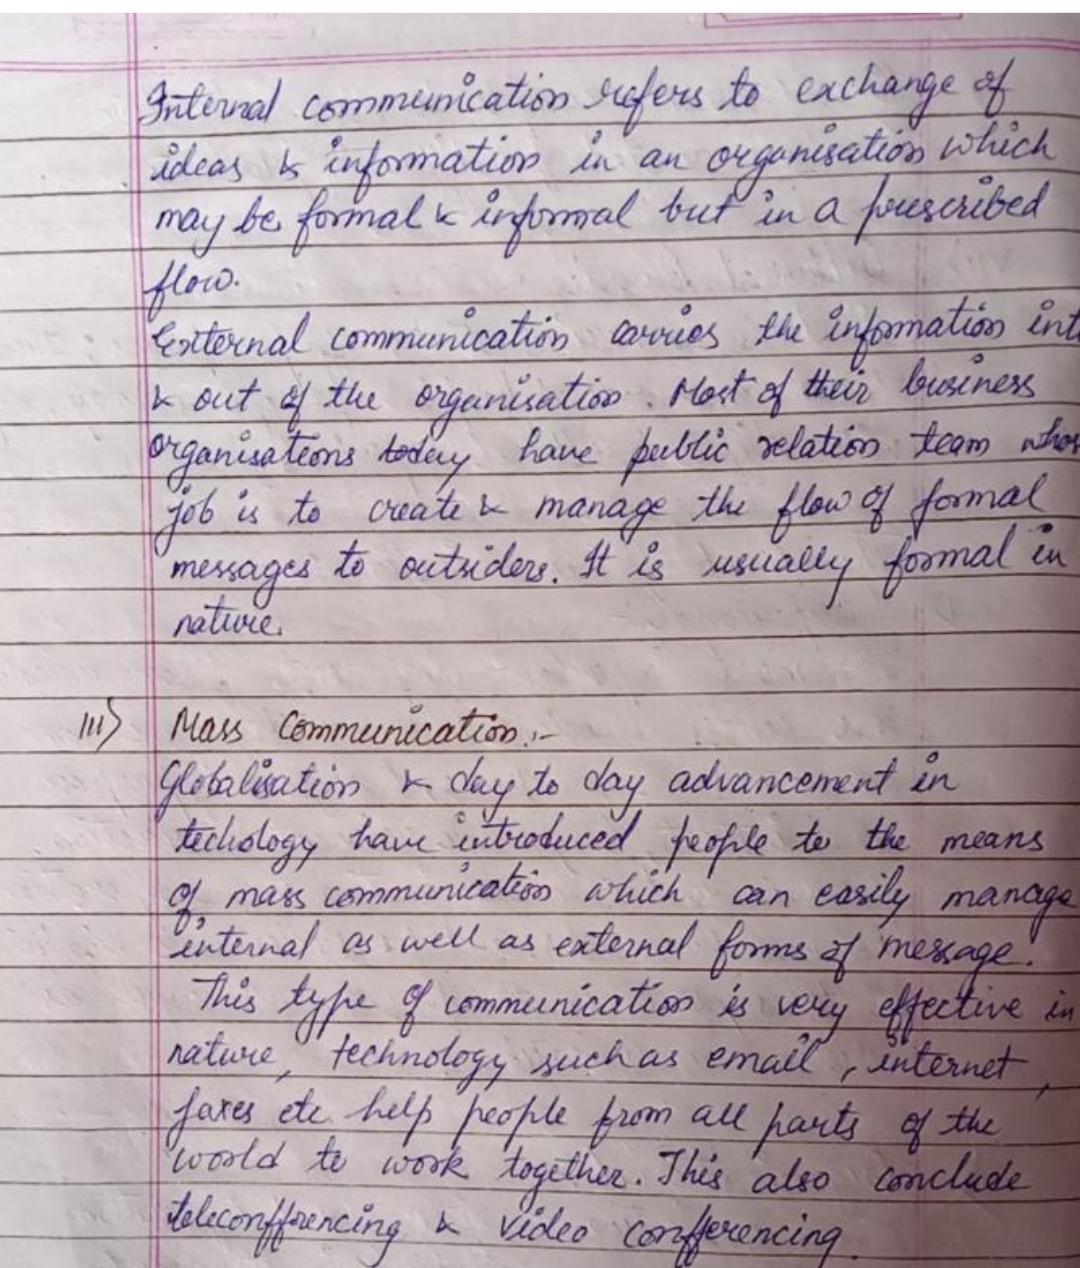 Internal communication refers to exchange of
ideas & information in an organisation which
may be formal & informal but in a prescribed
flow.
External communication carries the information int
& out of the organisation. Most of their business
organisations today have public relation team whos
job is to create & manage the flow of formal
messages to outsiders. It is usually formal in
nature.
III) Mass Communication :-
Globalisation & day to day advancement in
techology have introduced people to the means
of mass communication which can easily manage
internal as well as external forms of message.
This type of communication is very effective in
nature, technology such as email, internet,
faxes etc help people from all parts of the
world to work together. This also conclude
teleconffrencing & video conffrerencing.